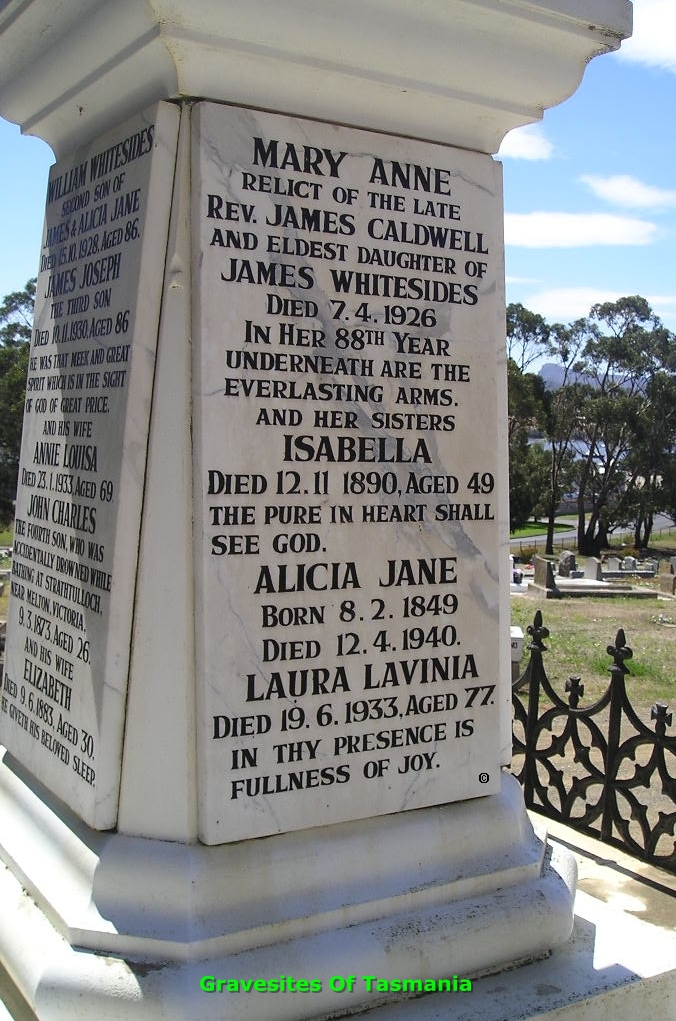 WILLIAM WHITESIDES
SECOND SON OF
JAMES & ALICIA JANE
DIED 15.10.1928, AGED 86.
JAMES JOSEPH
THE THIRD SON
DIED 10.11.1930, AGED 86
HE WAS THAT MEEK AND GREAT
SPIRIT WHICH IS IN THE SIGHT
OF GOD OF GREAT PRICE.
AND HIS WIFE
ANNIE LOUISA
DIED 23.1.1933, AGED 69
JOHN CHARLES
THE FOURTH SON, WHO WAS
ACCIDENTALLY DROWNED WHILE
BATHING AT STRATHTULLOCH,
NEAR MELTON, VICTORIA,
9.3.1873, AGED 26.
AND HIS WIFE
ELIZABETH
DIED 9.6.1883, AGED 30.
HE GIVETH HIS BELOVED SLEEP.
MARY ANNE
RELICT OF THE LATE
REV. JAMES CALDWELL
AND ELDEST DAUGHTER OF
JAMES WHITESIDES
DIED 7.4.1926
IN HER 88TH YEAR
UNDERNEATH ARE THE
EVERLASTING ARMS.
AND HER SISTERS
ISABELLA
DIED 12.11 1890, AGED 49
THE PURE IN HEART SHALL
SEE GOD.
ALICIA JANE
BORN 8.2.1849
DIED 12.4.1940.
LAURA LAVINIA
DIED 19.6.1933, AGED 77.
IN THY PRESENCE IS
FULLNESS OF JOY.
Gravesites Of Tasmania